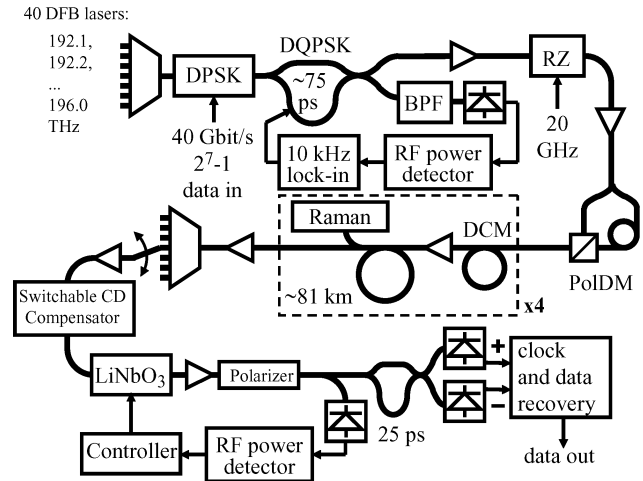 40 DFB lasers:
192.1,
192.2,
...
196.0
THz
DPSK
40 Gbit/s
2⁷-1
data in
DQPSK
~75
ps
BPF
10 kHz
lock-in
RF power
detector
RZ
20
GHz
PolDM
Raman
DCM
~81 km
x4
Switchable CD
Compensator
LiNbO₃
Polarizer
Controller
RF power
detector
25 ps
+
−
clock
and data
recovery
data out